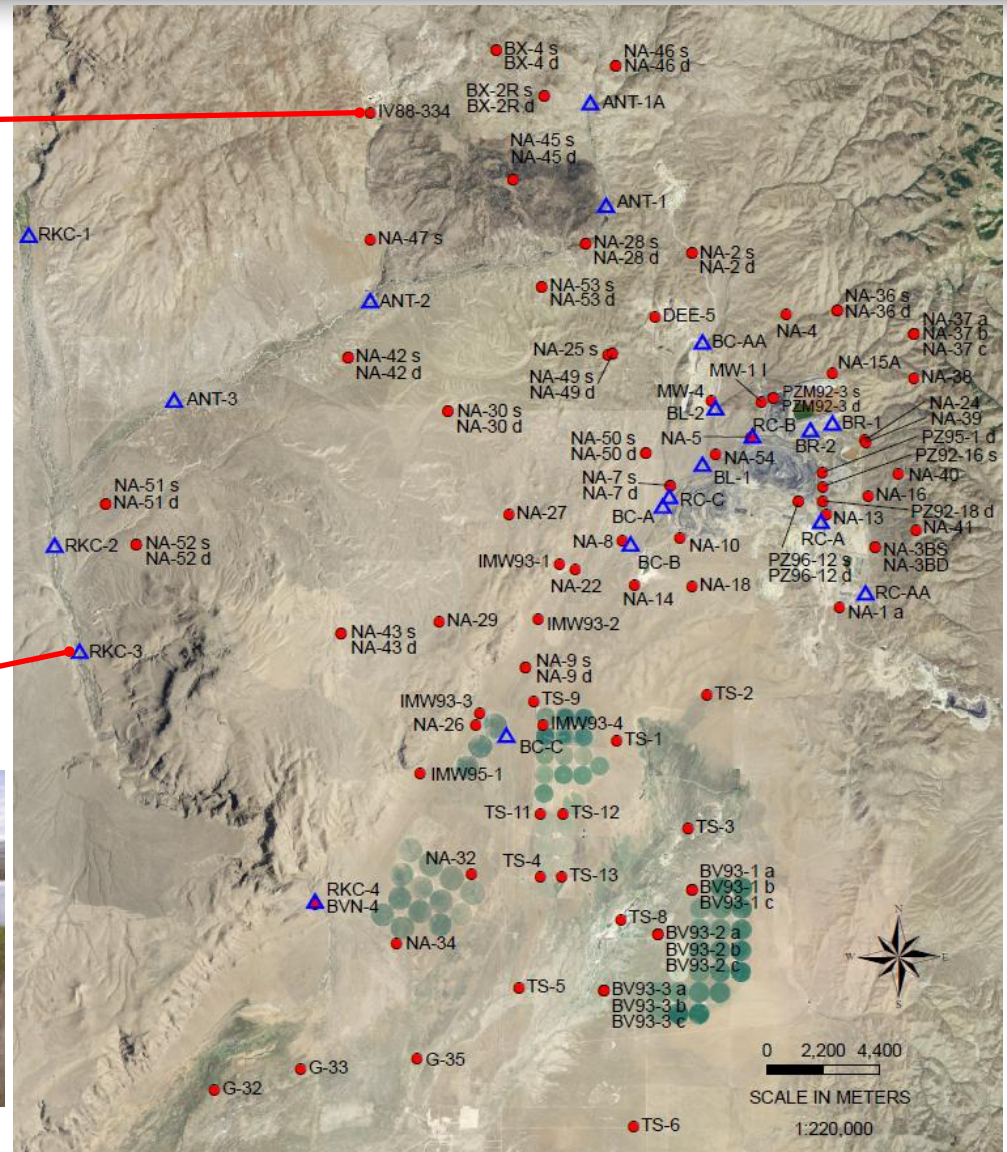 BX-4 s
BX-4 d
NA-46 s
NA-46 d
BX-2R s
BX-2R d
ANT-1A
IV88-334
NA-45 s
NA-45 d
ANT-1
RKC-1
NA-47 s
NA-28 s
NA-28 d
NA-2 s
NA-2 d
NA-53 s
NA-53 d
ANT-2
NA-36 s
NA-36 d
DEE-5
NA-4
NA-37 a
NA-37 b
NA-37 c
BC-AA
NA-42 s
NA-42 d
NA-25 s
NA-49 s
NA-49 d
MW-1 I
NA-15A
NA-38
ANT-3
MW-4
BL-2
PZM92-3 s
PZM92-3 d
NA-24
NA-39
NA-30 s
NA-30 d
RC-B
BR-1
BR-2
PZ95-1 d
PZ92-16 s
NA-5
NA-50 s
NA-50 d
NA-54
BL-1
NA-40
NA-7 s
NA-7 d
RC-C
NA-16
NA-51 s
NA-51 d
BC-A
NA-27
PZ92-18 d
NA-13
RC-A
NA-41
RKC-2
NA-52 s
NA-52 d
NA-8
BC-B
NA-10
NA-3BS
NA-3BD
PZ96-12 s
PZ96-12 d
IMW93-1
NA-22
NA-14
NA-18
RC-AA
NA-1 a
NA-29
IMW93-2
NA-43 s
NA-43 d
RKC-3
NA-9 s
NA-9 d
TS-2
TS-9
IMW93-3
NA-26
IMW93-4
BC-C
TS-1
IMW95-1
TS-11
TS-12
TS-3
NA-32
TS-4
TS-13
BV93-1 a
BV93-1 b
BV93-1 c
RKC-4
BVN-4
TS-8
BV93-2 a
BV93-2 b
BV93-2 c
NA-34
TS-5
BV93-3 a
BV93-3 b
BV93-3 c
G-35
G-33
G-32
TS-6
N
W
E
S
0 2,200 4,400
SCALE IN METERS
1:220,000